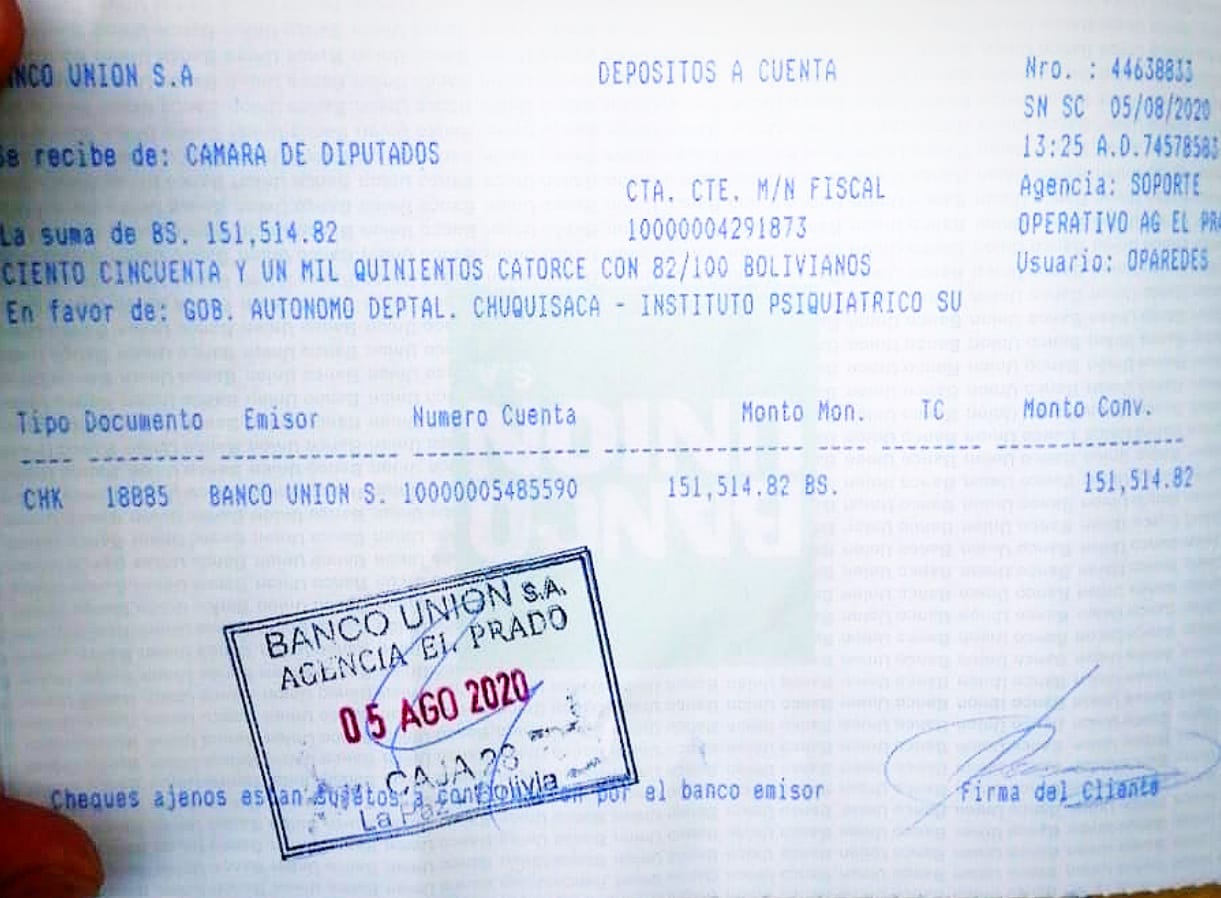 NCO UNION S.A DEPOSITOS A CUENTA Nro. : 44638833
SN SC 05/08/2020
Se recibe de: CAMARA DE DIPUTADOS 13:25 A.D.74578583
CTA. CTE. M/N FISCAL Agencia: SOPORTE
La suma de BS. 151,514.82 10000004291873 OPERATIVO AG EL PRA
CIENTO CINCUENTA Y UN MIL QUINIENTOS CATORCE CON 82/100 BOLIVIANOS Usuario: OPAREDES
En favor de: GOB. AUTONOMO DEPTAL. CHUQUISACA - INSTITUTO PSIQUIATRICO SU
Tipo Documento Emisor Numero Cuenta Monto Mon. TC Monto Conv.
CHK 18885 BANCO UNION S. 10000005485590 151,514.82 BS. 151,514.82
BANCO UNION S.A.
AGENCIA EL PRADO
05 AGO 2020
CAJA 28
La Bolivia
Cheques ajenos estan sujetos a por el banco emisor Firma del Cliente
S.A.
UNION
BANCO